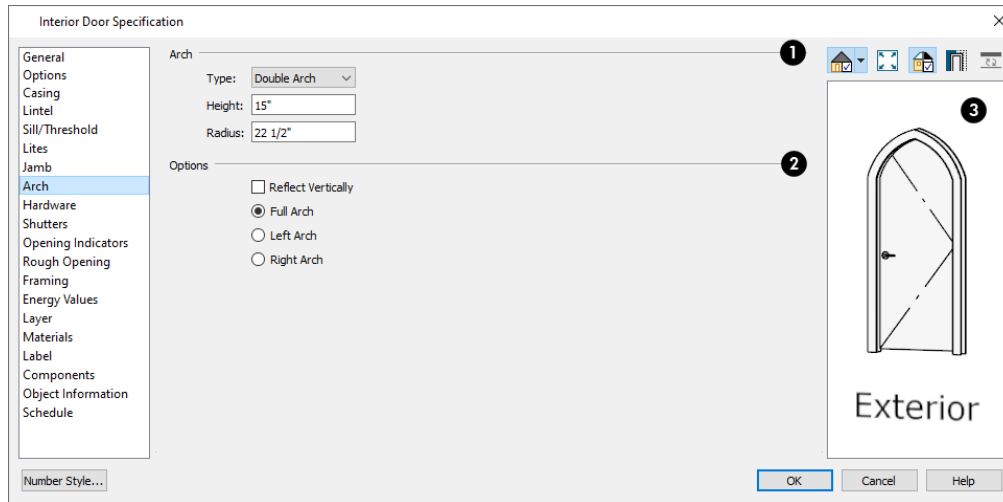 Interior Door Specification
General
Options
Casing
Lintel
Sill/Threshold
Lites
Jamb
Arch
Hardware
Shutters
Opening Indicators
Rough Opening
Framing
Energy Values
Layer
Materials
Label
Components
Object Information
Schedule
Arch
1
Type: Double Arch
Height: 15"
Radius: 22 1/2"
Options
2
Reflect Vertically
Full Arch
Left Arch
Right Arch
3
Exterior
Number Style...
OK
Cancel
Help